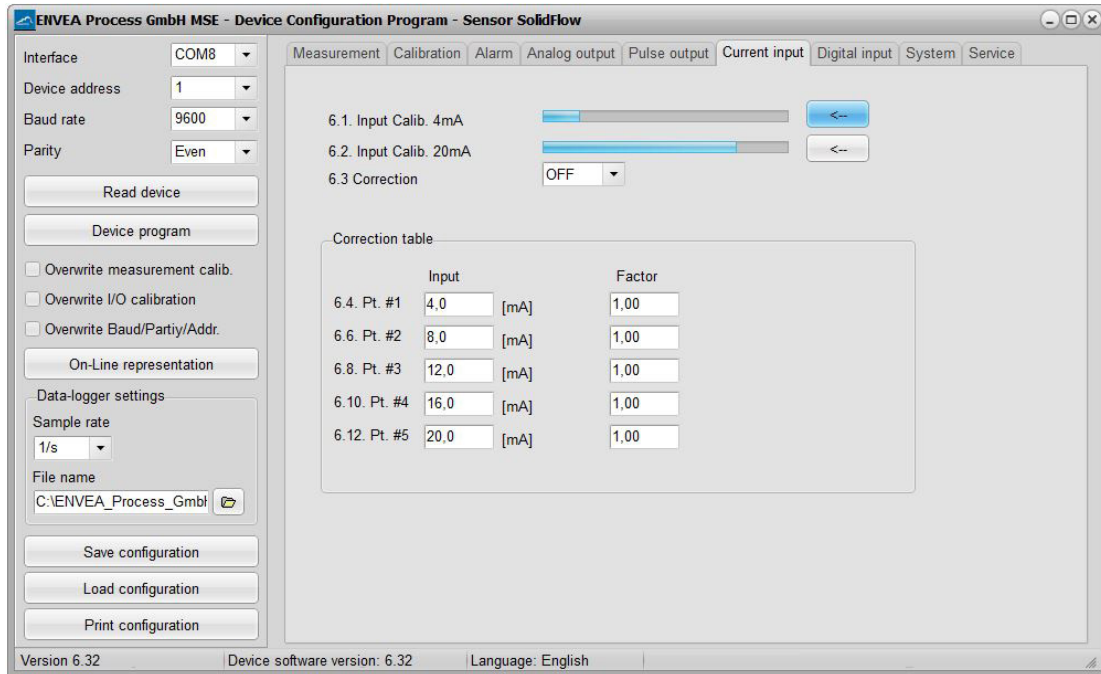 ENVEA Process GmbH MSE - Device Configuration Program - Sensor SolidFlow
Interface COM8
Device address 1
Baud rate 9600
Parity Even
Read device
Device program
Overwrite measurement calib.
Overwrite I/O calibration
Overwrite Baud/Partiy/Addr.
On-Line representation
Data-logger settings
Sample rate
1/s
File name
C:\ENVEA_Process_Gmbh
Save configuration
Load configuration
Print configuration
Measurement Calibration Alarm Analog output Pulse output Current input Digital input System Service
6.1. Input Calib. 4mA <--
6.2. Input Calib. 20mA <--
6.3 Correction OFF
Correction table
Input Factor
6.4. Pt. #1 4,0 [mA] 1,00
6.6. Pt. #2 8,0 [mA] 1,00
6.8. Pt. #3 12,0 [mA] 1,00
6.10. Pt. #4 16,0 [mA] 1,00
6.12. Pt. #5 20,0 [mA] 1,00
Version 6.32 Device software version: 6.32 Language: English